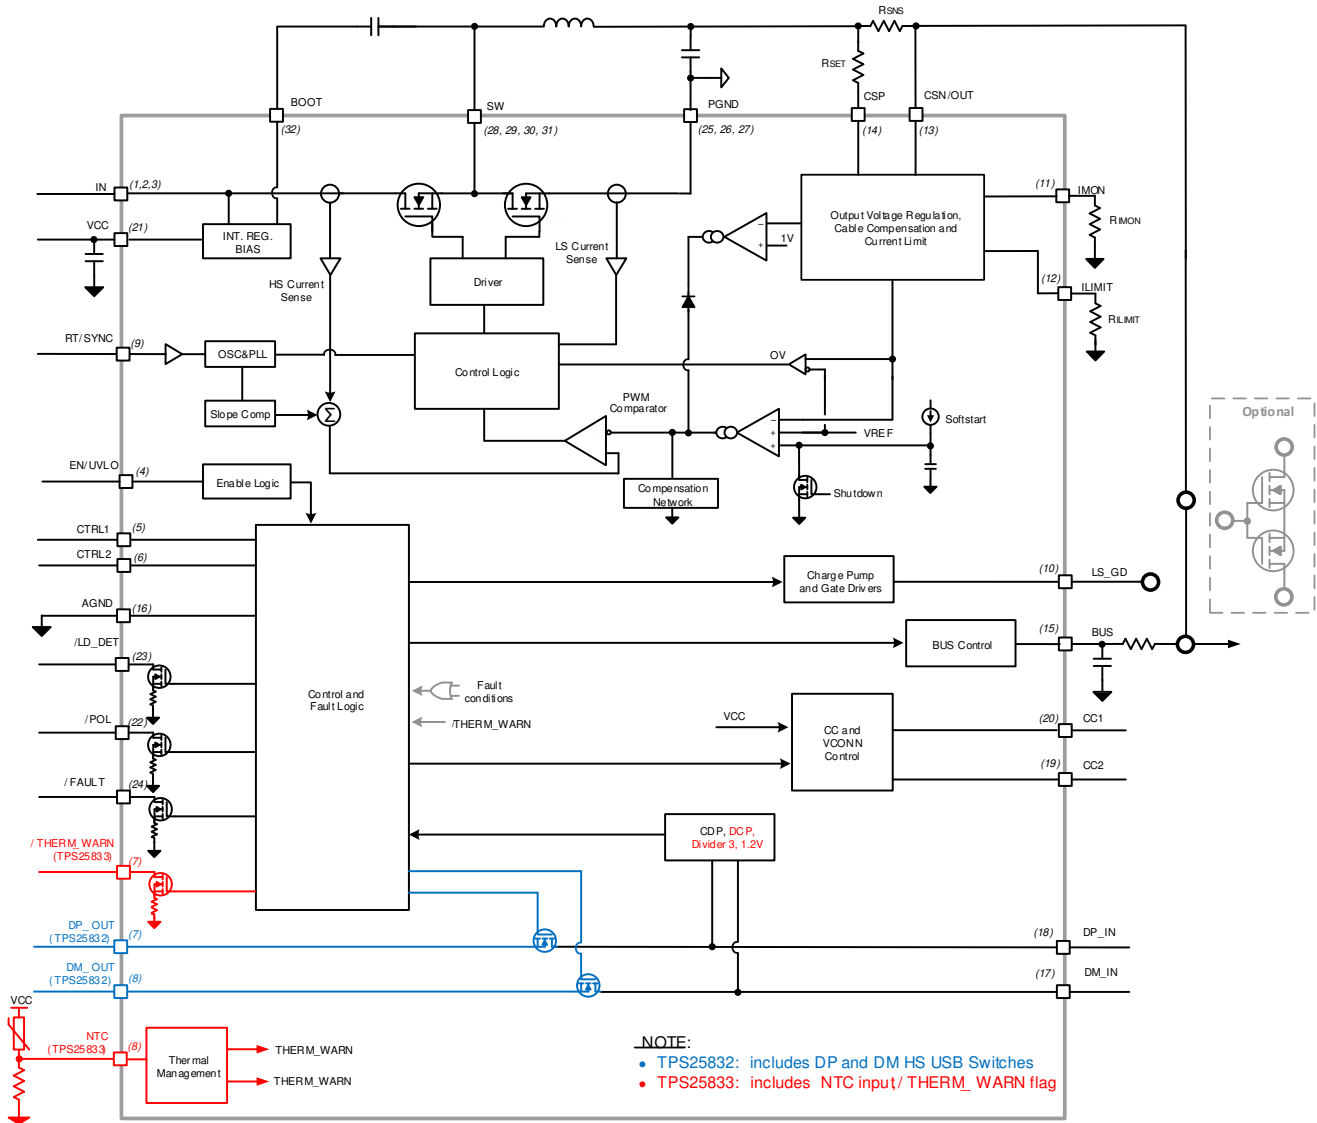 RSNS
RSET
BOOT
(32)
SW
(28, 29, 30, 31)
PGND
(25, 26, 27)
CSP
(14)
CSN/OUT
(13)
IN
(1,2,3)
VCC
(21)
INT. REG.
BIAS
HS Current
Sense
LS Current
Sense
Driver
1V
Output Voltage Regulation,
Cable Compensation and
Current Limit
(11)
IMON
RIMON
(12)
ILIMIT
RILIMIT
RT/SYNC
(9)
OSC&PLL
Slope Comp
Σ
Control Logic
OV
PWM
Comparator
VREF
Softstart
Shutdown
Compensation
Network
Optional
EN/UVLO
(4)
Enable Logic
CTRL1
(5)
CTRL2
(6)
AGND
(16)
/LD_DET
(23)
/POL
(22)
/FAULT
(24)
/ THERM_WARN
(TPS25833)
(7)
Control and
Fault Logic
Fault
conditions
/THERM_WARN
Charge Pump
and Gate Drivers
(10)
LS_GD
BUS Control
(15)
BUS
VCC
CC and
VCONN
Control
(20)
CC1
(19)
CC2
CDP, DCP,
Divider 3, 1.2V
DP_ OUT
(TPS25832)
(7)
DM_ OUT
(TPS25832)
(8)
(18)
DP_IN
(17)
DM_IN
VCC
NTC
(TPS25833)
(8)
Thermal
Management
THERM_WARN
THERM_WARN
NOTE:
• TPS25832: includes DP and DM HS USB Switches
• TPS25833: includes NTC input / THERM_ WARN flag